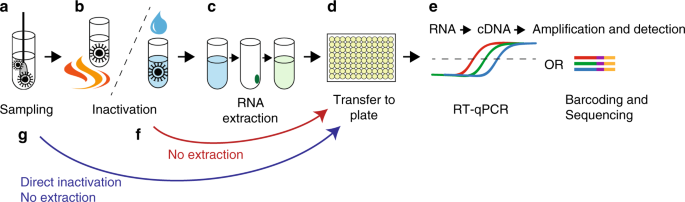 a
b
c
d
e
RNA cDNA Amplification and detection
OR
Sampling
Inactivation
RNA
extraction
Transfer to
plate
RT-qPCR
Barcoding and
Sequencing
g
f
No extraction
Direct inactivation
No extraction